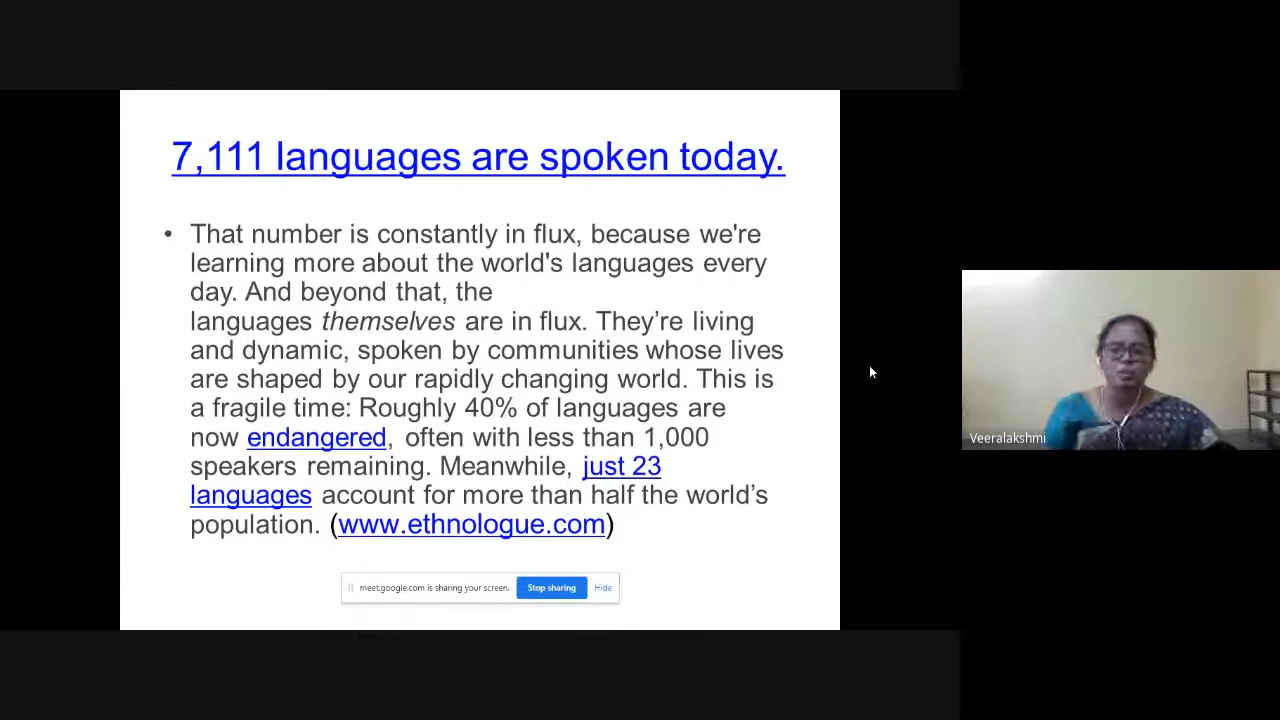 7,111 languages are spoken today.
• That number is constantly in flux, because we're
learning more about the world's languages every
day. And beyond that, the
languages themselves are in flux. They’re living
and dynamic, spoken by communities whose lives
are shaped by our rapidly changing world. This is
a fragile time: Roughly 40% of languages are
now endangered, often with less than 1,000
speakers remaining. Meanwhile, just 23
languages account for more than half the world’s
population. (www.ethnologue.com)
meet.google.com is sharing your screen. Stop sharing Hide
Veeralakshmi